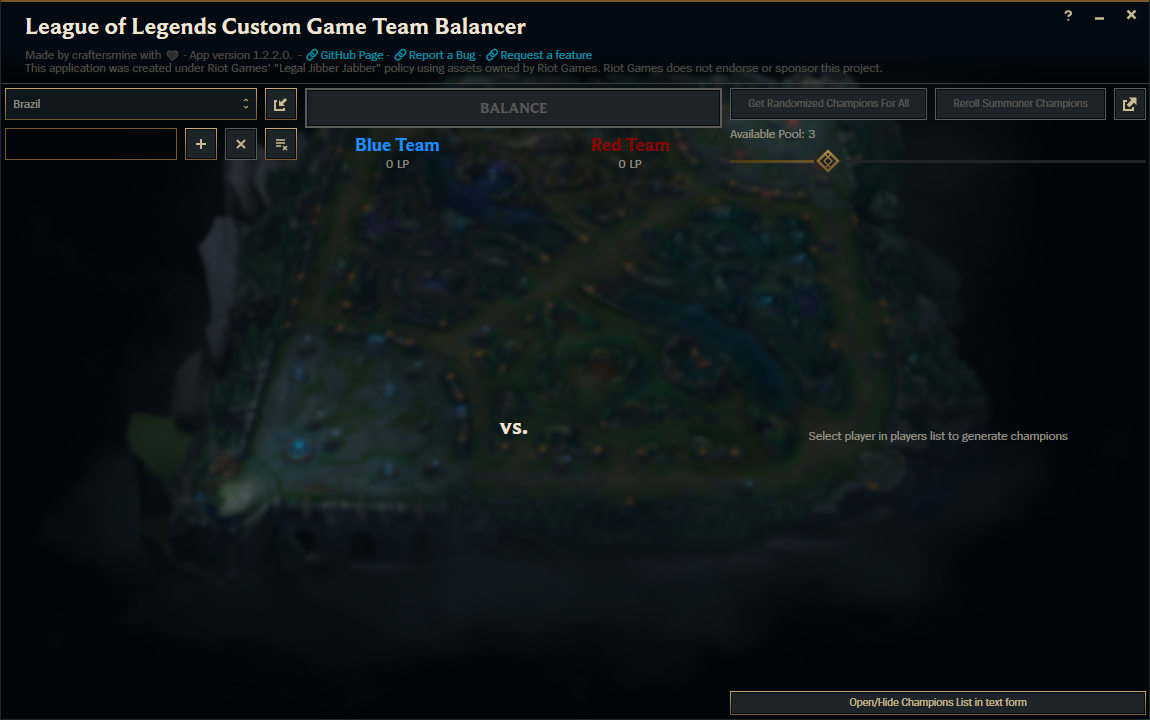 League of Legends Custom Game Team Balancer
Made by craftersmine with 🤎 - App version 1.2.2.0. - 🔗 GitHub Page - 🔗 Report a Bug - 🔗 Request a feature
This application was created under Riot Games' "Legal Jibber Jabber" policy using assets owned by Riot Games. Riot Games does not endorse or sponsor this project.
Brazil
BALANCE
Get Randomized Champions For All
Reroll Summoner Champions
Blue Team
0 LP
Red Team
0 LP
Available Pool: 3
vs.
Select player in players list to generate champions
Open/Hide Champions List in text form